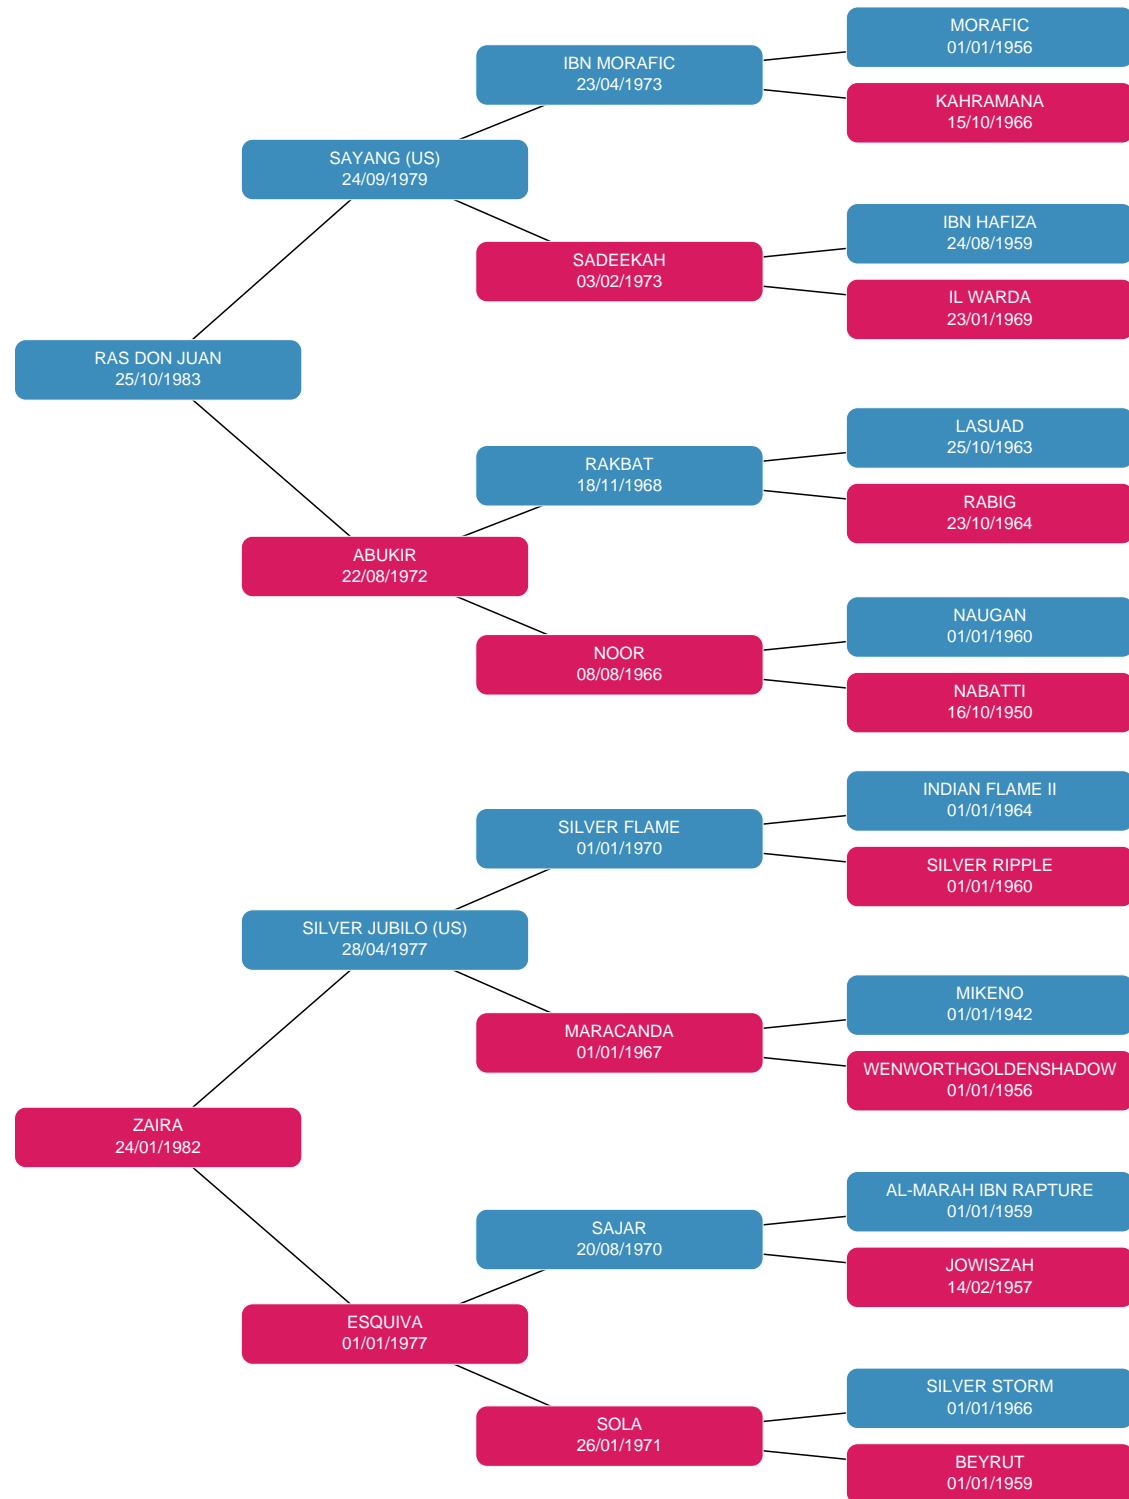 MORAFIC
01/01/1956
IBN MORAFIC
23/04/1973
KAHRAMANA
15/10/1966
SAYANG (US)
24/09/1979
IBN HAFIZA
24/08/1959
SADEEKAH
03/02/1973
IL WARDA
23/01/1969
RAS DON JUAN
25/10/1983
LASUAD
25/10/1963
RAKBAT
18/11/1968
RABIG
23/10/1964
ABUKIR
22/08/1972
NAUGAN
01/01/1960
NOOR
08/08/1966
NABATTI
16/10/1950
INDIAN FLAME II
01/01/1964
SILVER FLAME
01/01/1970
SILVER RIPPLE
01/01/1960
SILVER JUBILO (US)
28/04/1977
MIKENO
01/01/1942
MARACANDA
01/01/1967
WENWORTHGOLDENSHADOW
01/01/1956
ZAIRA
24/01/1982
AL-MARAH IBN RAPTURE
01/01/1959
SAJAR
20/08/1970
JOWISZAH
14/02/1957
ESQUIVA
01/01/1977
SILVER STORM
01/01/1966
SOLA
26/01/1971
BEYRUT
01/01/1959